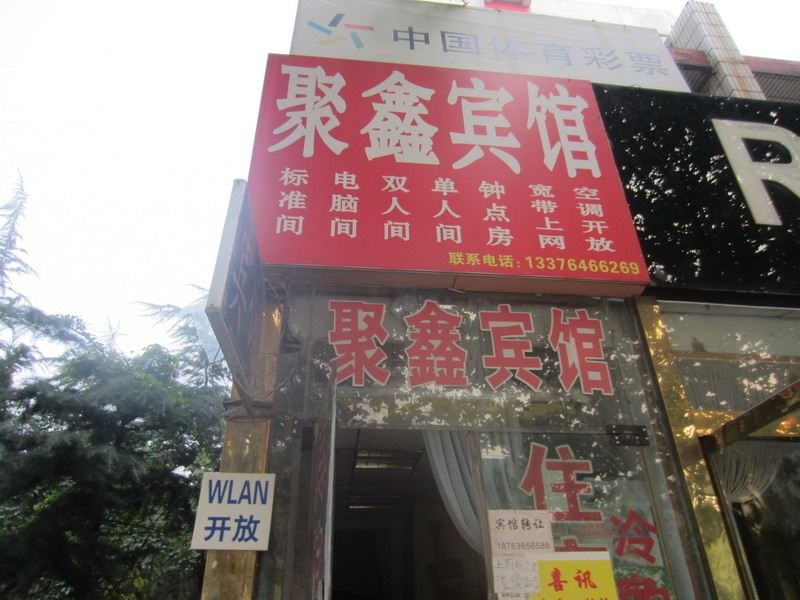 中国体育彩票
聚鑫宾馆
标准间
电脑间
双人间
单人间
钟点房
宽带上网
空调开放
联系电话：13376466269
R
聚鑫宾馆
住
冷
WLAN
开放
宾馆转让
18763656588
喜讯